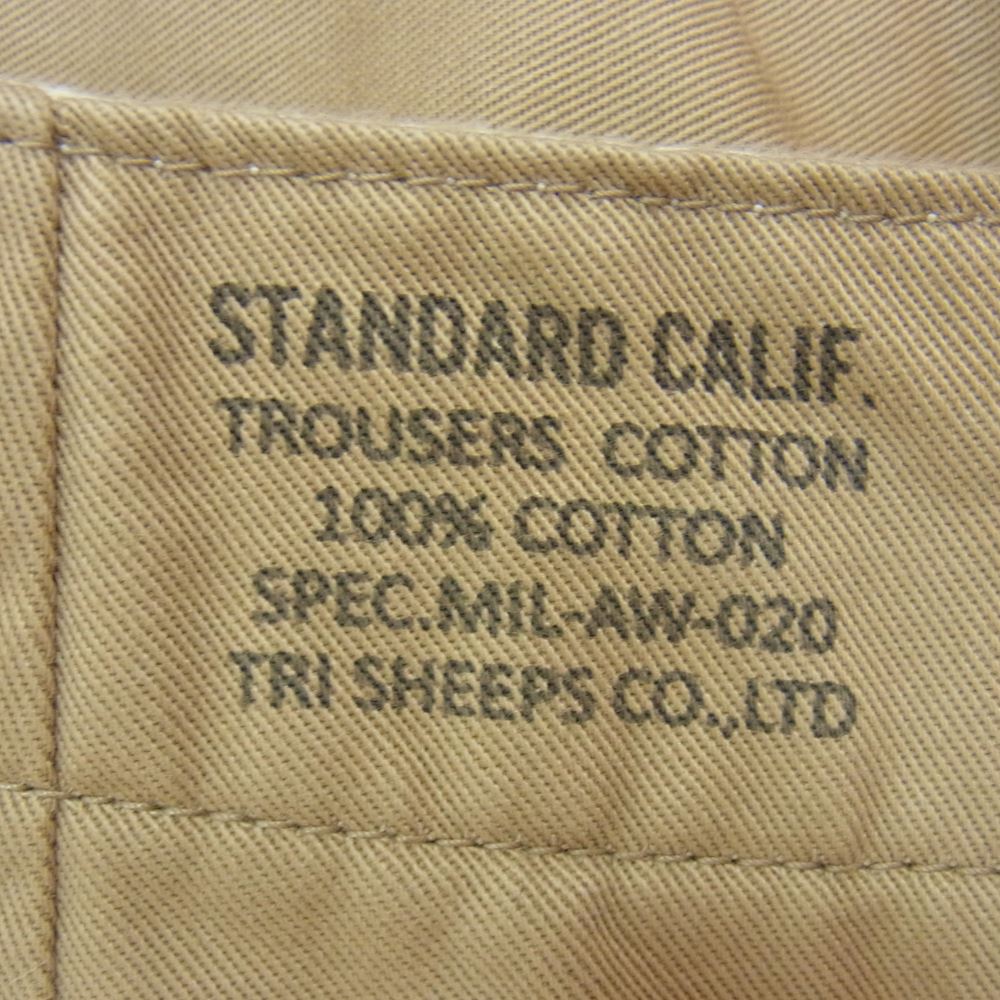 STANDARD CALIF.
TROUSERS COTTON
100% COTTON
SPEC.MIL-AW-020
TRI SHEEPS CO.,LTD